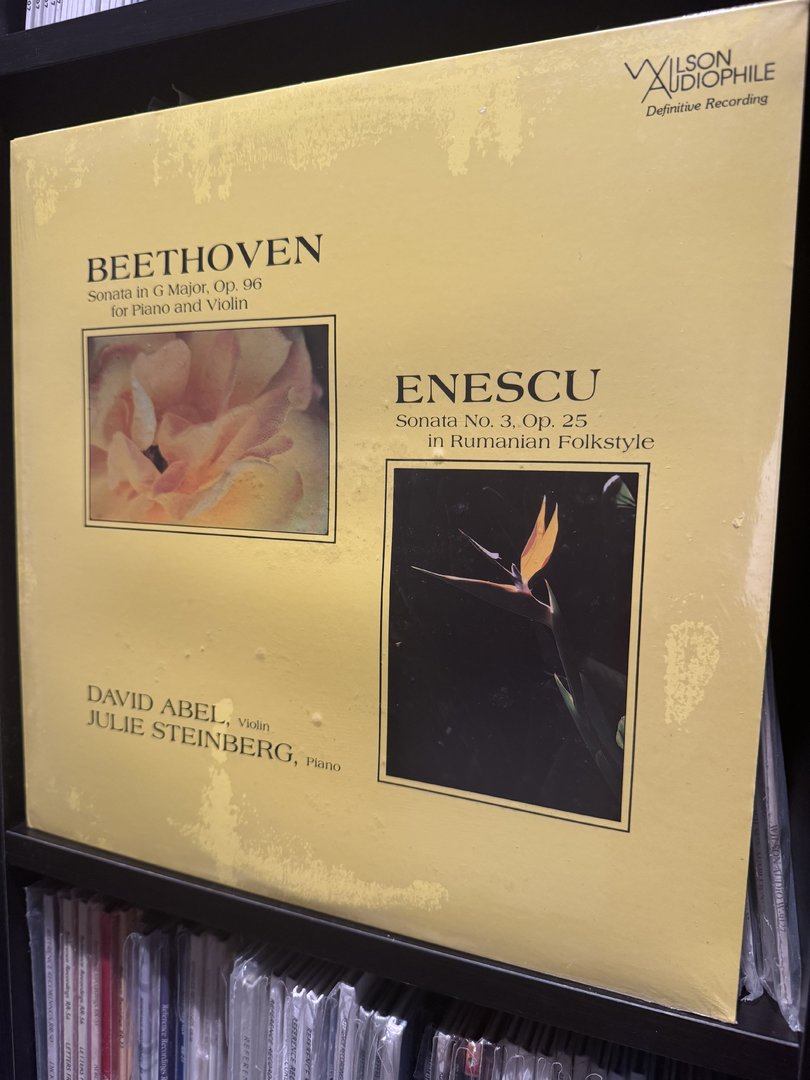 WILSON
AUDIOPHILE
Definitive Recording
BEETHOVEN
Sonata in G Major, Op. 96
for Piano and Violin
ENESCU
Sonata No. 3, Op. 25
in Rumanian Folkstyle
DAVID ABEL, Violin
JULIE STEINBERG, Piano